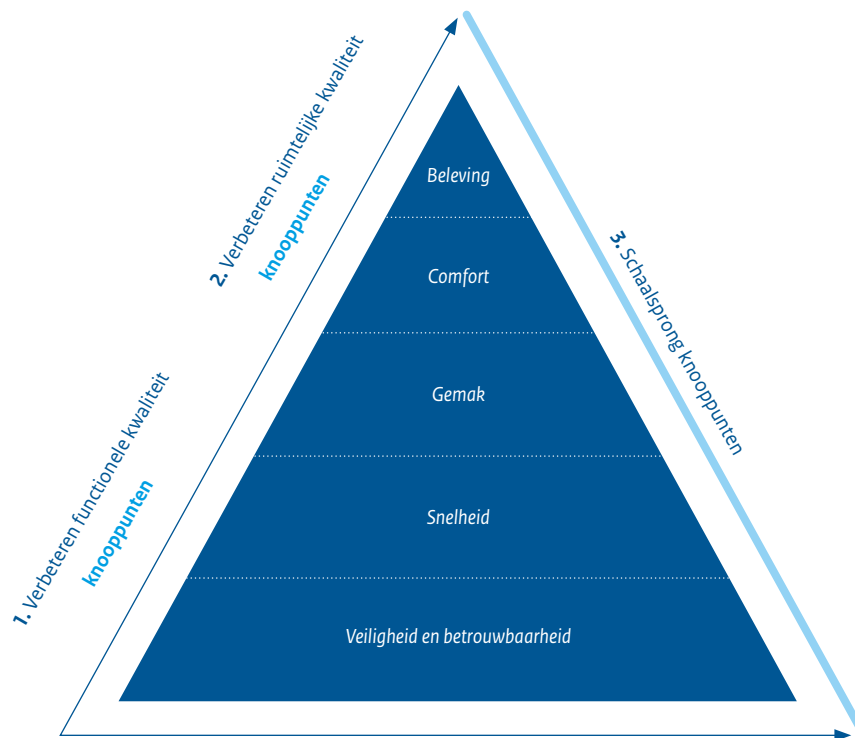 2. Verbeteren ruimtelijke kwaliteit
knooppunten
1. Verbeteren functionele kwaliteit
knooppunten
3. Schaalsprong knooppunten
Beleving
Comfort
Gemak
Snelheid
Veiligheid en betrouwbaarheid